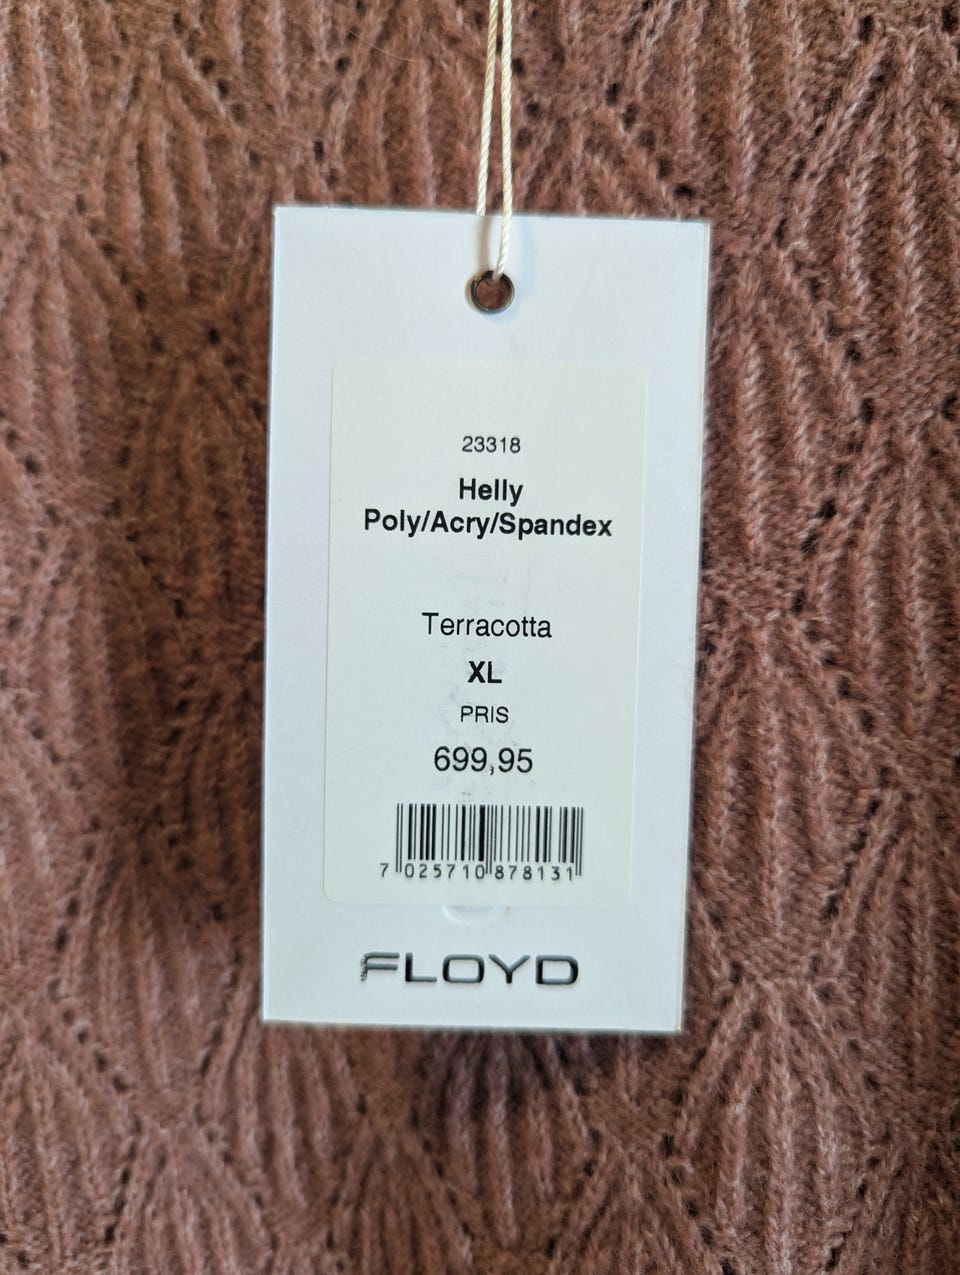 23318
Helly
Poly/Acry/Spandex
Terracotta
XL
PRIS
699,95
7 025710 878131
FLOYD